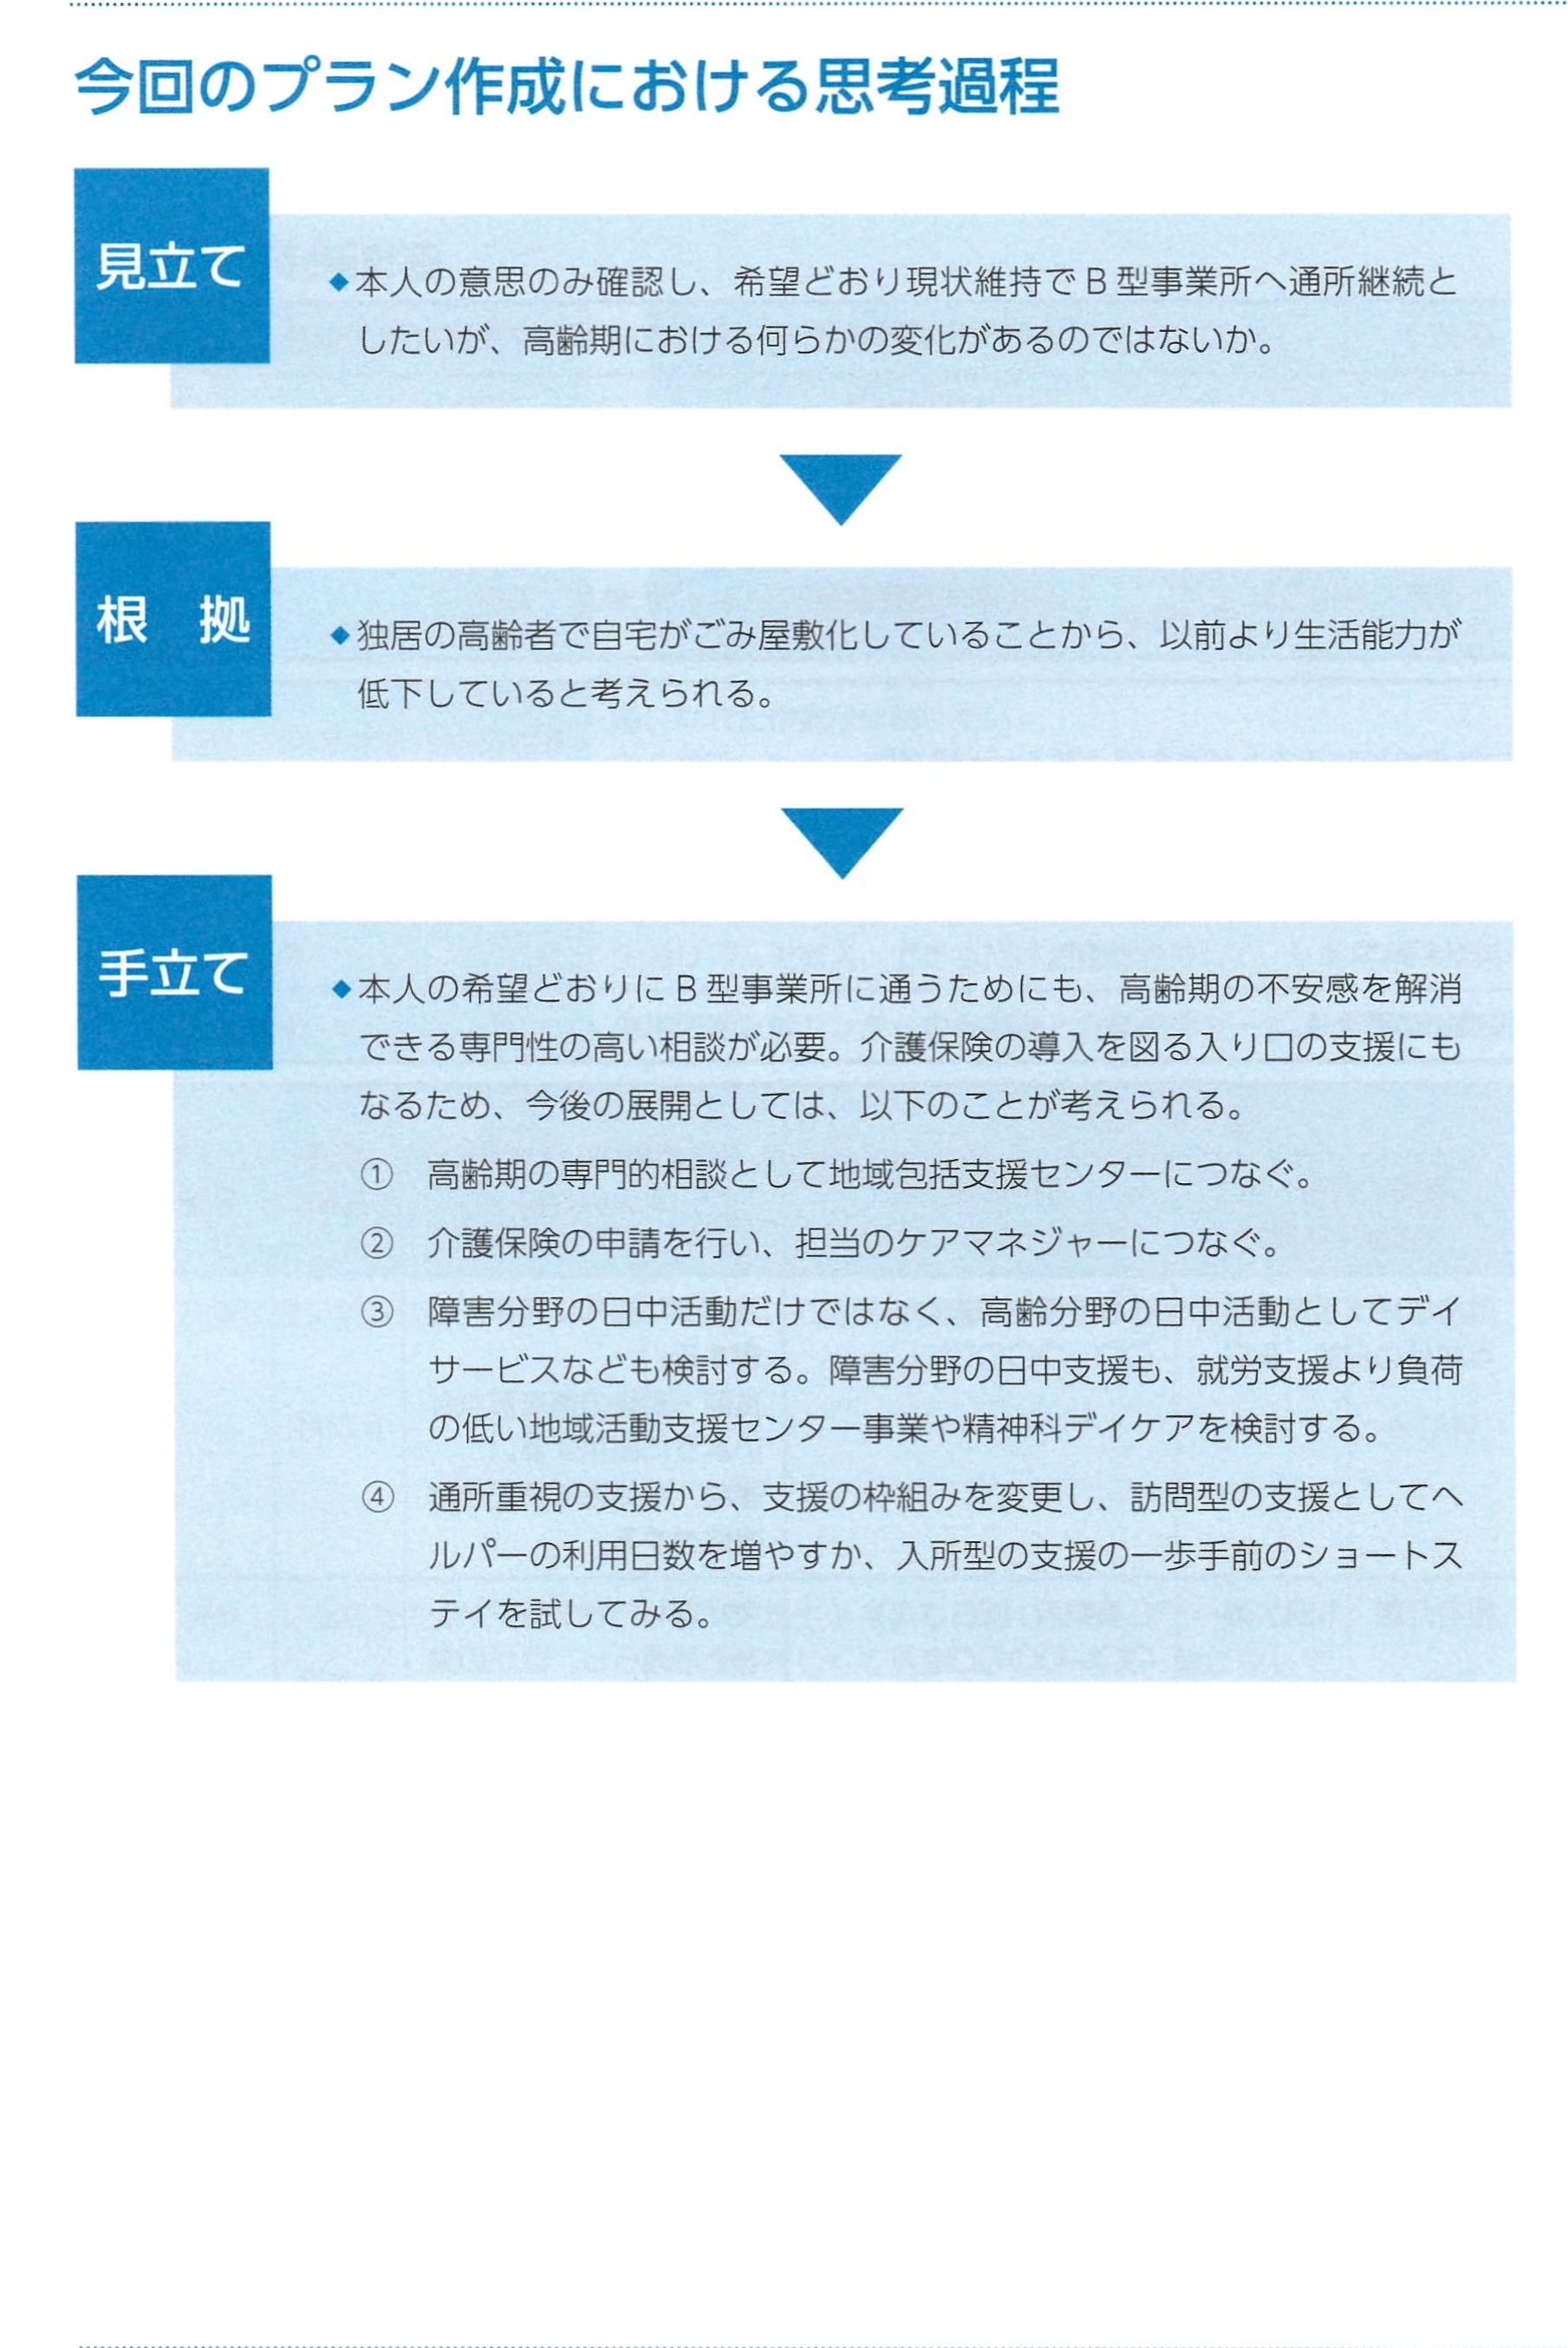 今回のプラン作成における思考過程
見立て
◆本人の意思のみ確認し、希望どおり現状維持でB型事業所へ通所継続と
したいが、高齢期における何らかの変化があるのではないか。
根　拠
◆独居の高齢者で自宅がごみ屋敷化していることから、以前より生活能力が
低下していると考えられる。
手立て
◆本人の希望どおりにB型事業所に通うためにも、高齢期の不安感を解消
できる専門性の高い相談が必要。介護保険の導入を図る入り口の支援にも
なるため、今後の展開としては、以下のことが考えられる。
①　高齢期の専門的相談として地域包括支援センターにつなぐ。
②　介護保険の申請を行い、担当のケアマネジャーにつなぐ。
③　障害分野の日中活動だけではなく、高齢分野の日中活動としてデイ
サービスなども検討する。障害分野の日中支援も、就労支援より負荷
の低い地域活動支援センター事業や精神科デイケアを検討する。
④　通所重視の支援から、支援の枠組みを変更し、訪問型の支援としてヘ
ルパーの利用日数を増やすか、入所型の支援の一歩手前のショートス
テイを試してみる。